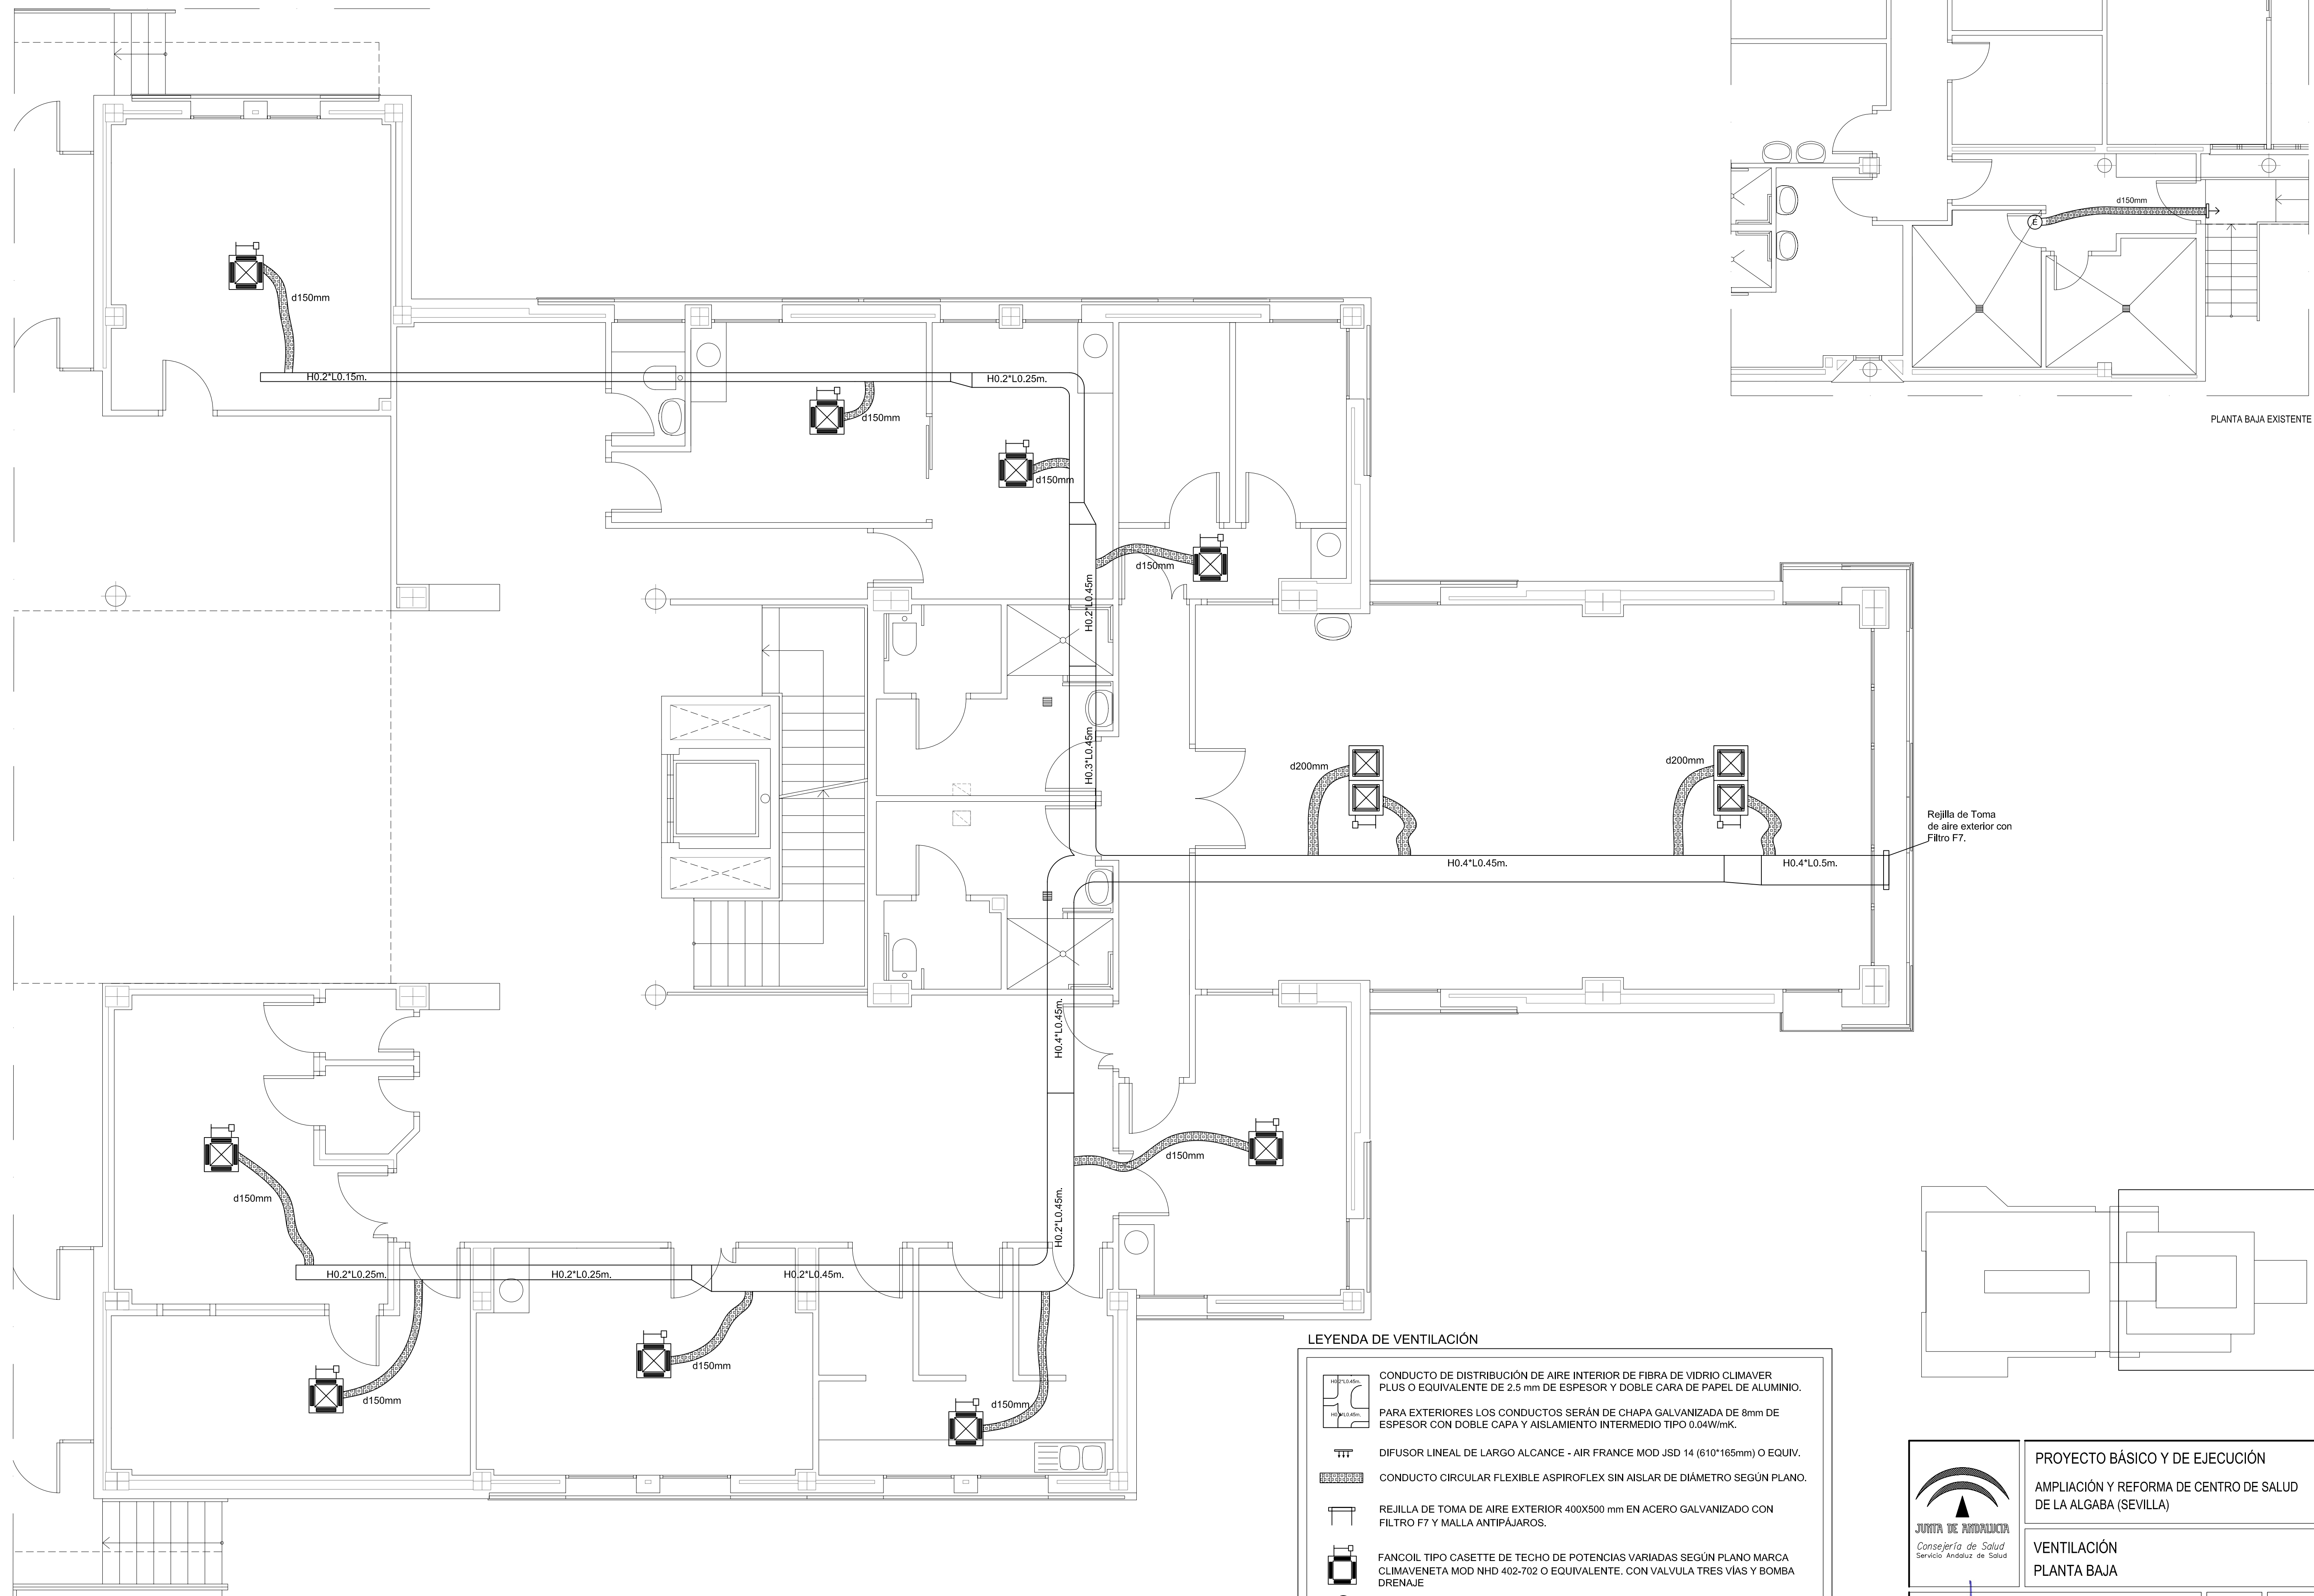 d150mm
E
PLANTA BAJA EXISTENTE
d150mm
H0.2*L0.15m.
H0.2*L0.25m.
d150mm
d150mm
d150mm
H0.2*L0.45m
H0.3*L0.45m
d200mm
d200mm
Rejilla de Toma
de aire exterior con
Filtro F7.
H0.4*L0.45m.
H0.4*L0.5m.
H0.4*L0.45m.
d150mm
d150mm
H0.2*L0.45m.
H0.2*L0.25m.
H0.2*L0.25m.
H0.2*L0.45m.
d150mm
d150mm
d150mm
LEYENDA DE VENTILACIÓN
H0.2*L0.45m.
H0.4*L0.45m.
CONDUCTO DE DISTRIBUCIÓN DE AIRE INTERIOR DE FIBRA DE VIDRIO CLIMAVER
PLUS O EQUIVALENTE DE 2.5 mm DE ESPESOR Y DOBLE CARA DE PAPEL DE ALUMINIO.
PARA EXTERIORES LOS CONDUCTOS SERÁN DE CHAPA GALVANIZADA DE 8mm DE
ESPESOR CON DOBLE CAPA Y AISLAMIENTO INTERMEDIO TIPO 0.04W/mK.
DIFUSOR LINEAL DE LARGO ALCANCE - AIR FRANCE MOD JSD 14 (610*165mm) O EQUIV.
CONDUCTO CIRCULAR FLEXIBLE ASPIROFLEX SIN AISLAR DE DIÁMETRO SEGÚN PLANO.
REJILLA DE TOMA DE AIRE EXTERIOR 400X500 mm EN ACERO GALVANIZADO CON
FILTRO F7 Y MALLA ANTIPÁJAROS.
FANCOIL TIPO CASETTE DE TECHO DE POTENCIAS VARIADAS SEGÚN PLANO MARCA
CLIMAVENETA MOD NHD 402-702 O EQUIVALENTE. CON VALVULA TRES VÍAS Y BOMBA
DRENAJE
JUNTA DE ANDALUCIA
Consejería de Salud
Servicio Andaluz de Salud
PROYECTO BÁSICO Y DE EJECUCIÓN
AMPLIACIÓN Y REFORMA DE CENTRO DE SALUD
DE LA ALGABA (SEVILLA)
VENTILACIÓN
PLANTA BAJA